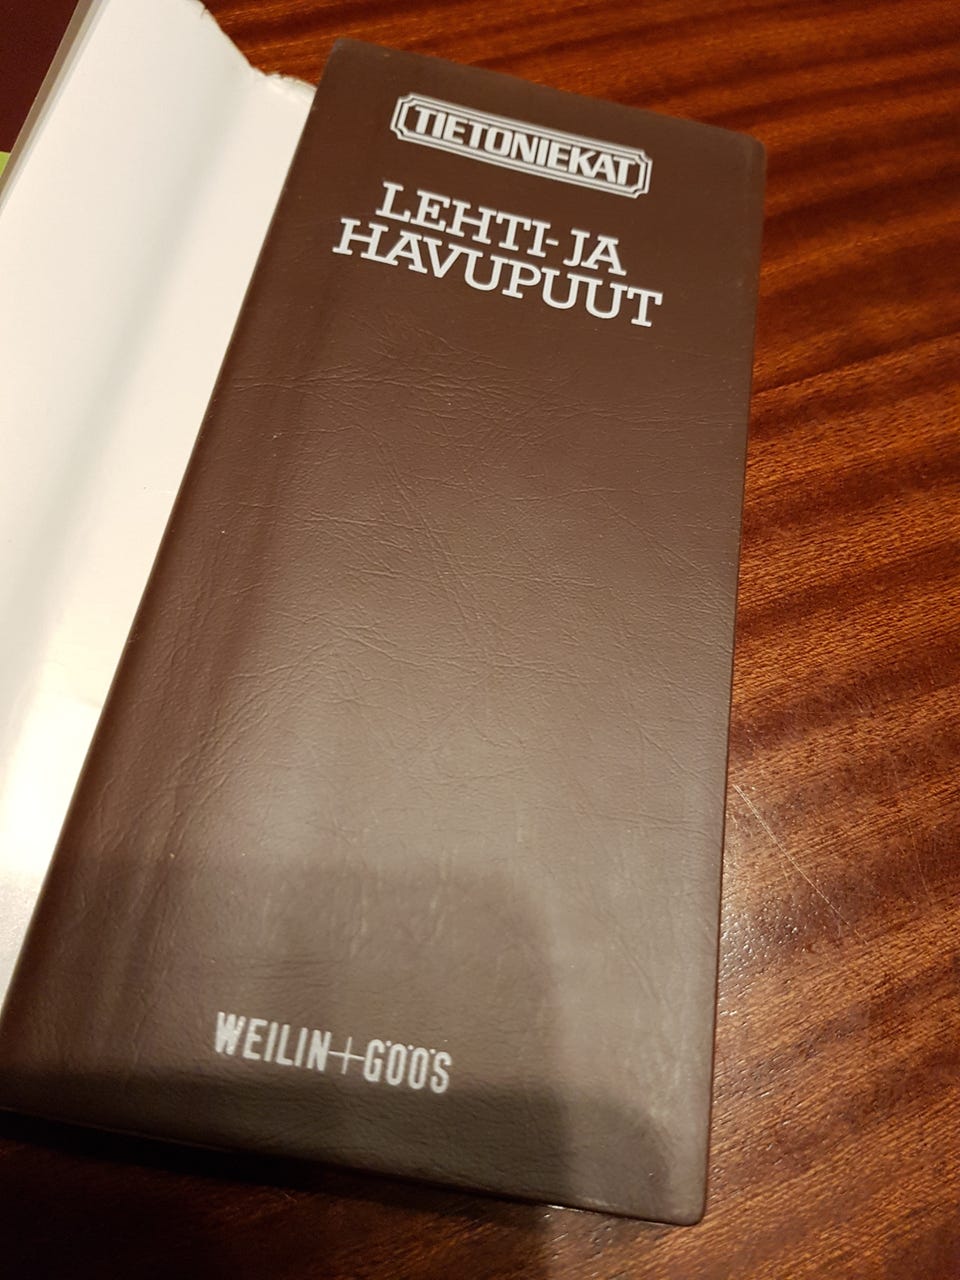 TIETONIEKAT
LEHTI- JA
HAVUPUUT
WEILIN+GÖÖS